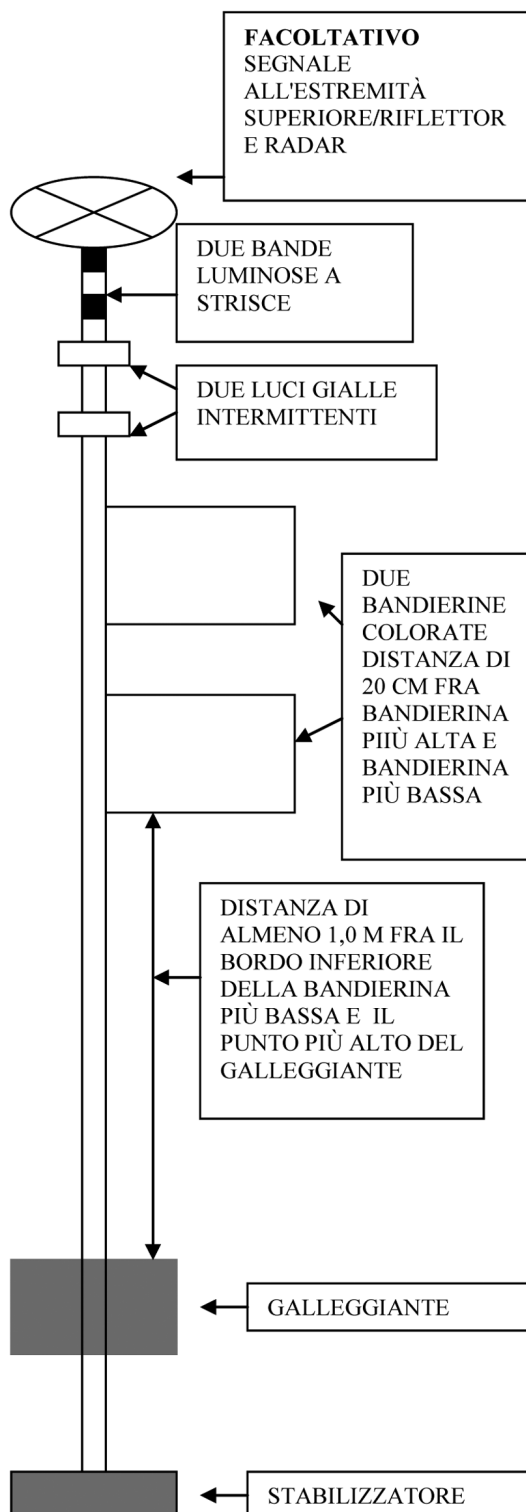 FACOLTATIVO
SEGNALE
ALL'ESTREMITÀ
SUPERIORE/RIFLETTOR
E RADAR
DUE BANDE
LUMINOSE A
STRISCE
DUE LUCI GIALLE
INTERMITTENTI
DUE
BANDIERINE
COLORATE
DISTANZA DI
20 CM FRA
BANDIERINA
PIIÙ ALTA E
BANDIERINA
PIÙ BASSA
DISTANZA DI
ALMENO 1,0 M FRA IL
BORDO INFERIORE
DELLA BANDIERINA
PIÙ BASSA E IL
PUNTO PIÙ ALTO DEL
GALLEGGIANTE
GALLEGGIANTE
STABILIZZATORE